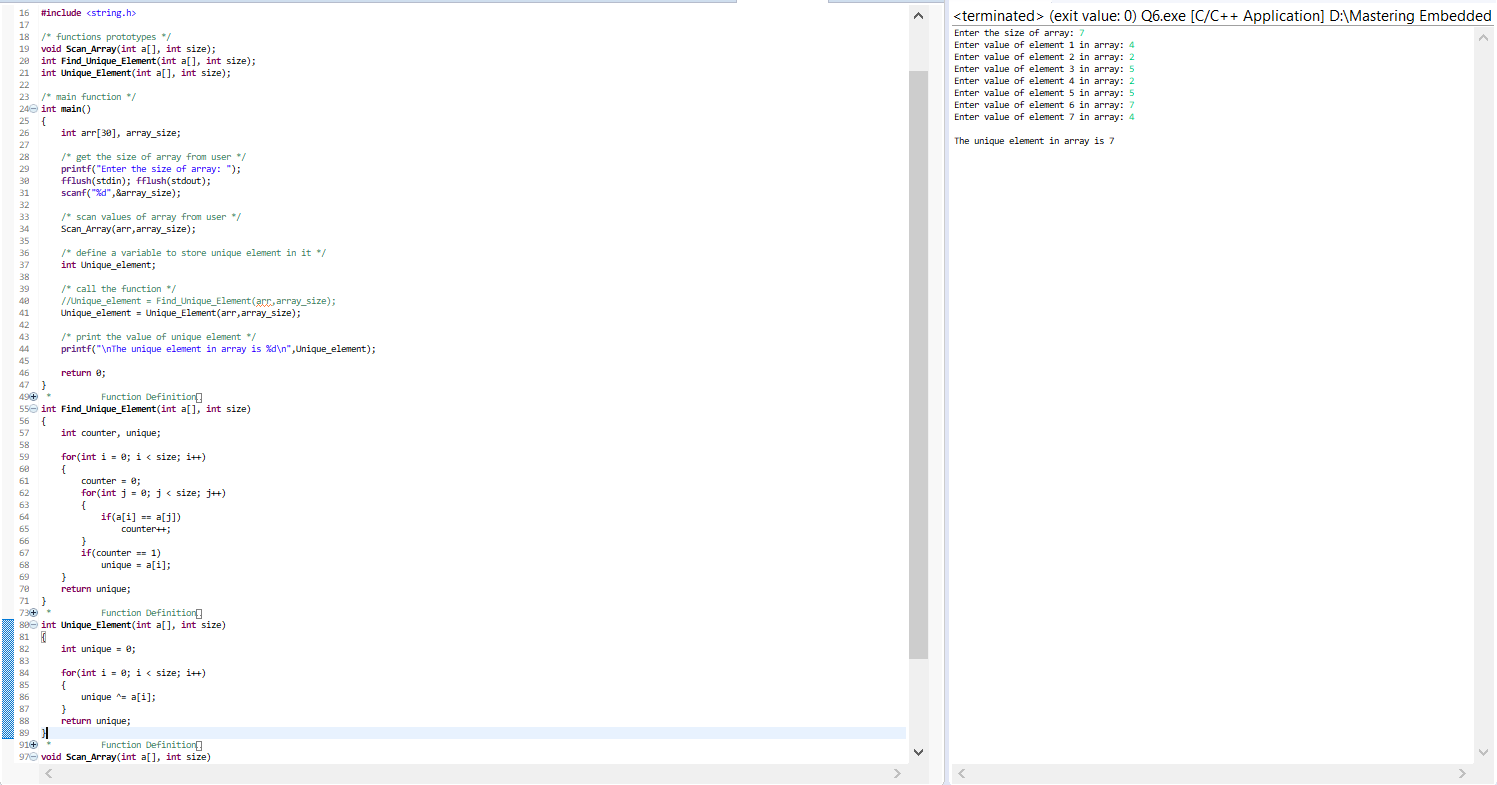 16 #include <string.h>
17
18 /* functions prototypes */
19 void Scan_Array(int a[], int size);
20 int Find_Unique_Element(int a[], int size);
21 int Unique_Element(int a[], int size);
22
23 /* main function */
24 int main()
25 {
26 int arr[30], array_size;
27
28 /* get the size of array from user */
29 printf("Enter the size of array: ");
30 fflush(stdin); fflush(stdout);
31 scanf("%d",&array_size);
32
33 /* scan values of array from user */
34 Scan_Array(arr,array_size);
35
36 /* define a variable to store unique element in it */
37 int Unique_element;
38
39 /* call the function */
40 //Unique_element = Find_Unique_Element(arr,array_size);
41 Unique_element = Unique_Element(arr,array_size);
42
43 /* print the value of unique element */
44 printf("\nThe unique element in array is %d\n",Unique_element);
45
46 return 0;
47 }
49 * Function Definition
55 int Find_Unique_Element(int a[], int size)
56 {
57 int counter, unique;
58
59 for(int i = 0; i < size; i++)
60 {
61 counter = 0;
62 for(int j = 0; j < size; j++)
63 {
64 if(a[i] == a[j])
65 counter++;
66 }
67 if(counter == 1)
68 unique = a[i];
69 }
70 return unique;
71 }
73 * Function Definition
80 int Unique_Element(int a[], int size)
81 {
82 int unique = 0;
83
84 for(int i = 0; i < size; i++)
85 {
86 unique ^= a[i];
87 }
88 return unique;
89 }
91 * Function Definition
97 void Scan_Array(int a[], int size)
<terminated> (exit value: 0) Q6.exe [C/C++ Application] D:\Mastering Embedded
Enter the size of array: 7
Enter value of element 1 in array: 4
Enter value of element 2 in array: 2
Enter value of element 3 in array: 5
Enter value of element 4 in array: 2
Enter value of element 5 in array: 5
Enter value of element 6 in array: 7
Enter value of element 7 in array: 4
The unique element in array is 7